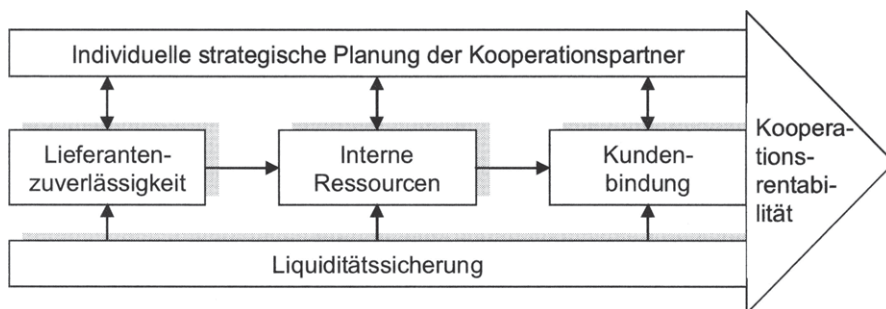 Individuelle strategische Planung der Kooperationspartner
Lieferanten-
zuverlässigkeit
Interne
Ressourcen
Kunden-
bindung
Koopera-
tions-
rentabi-
lität
Liquiditätssicherung